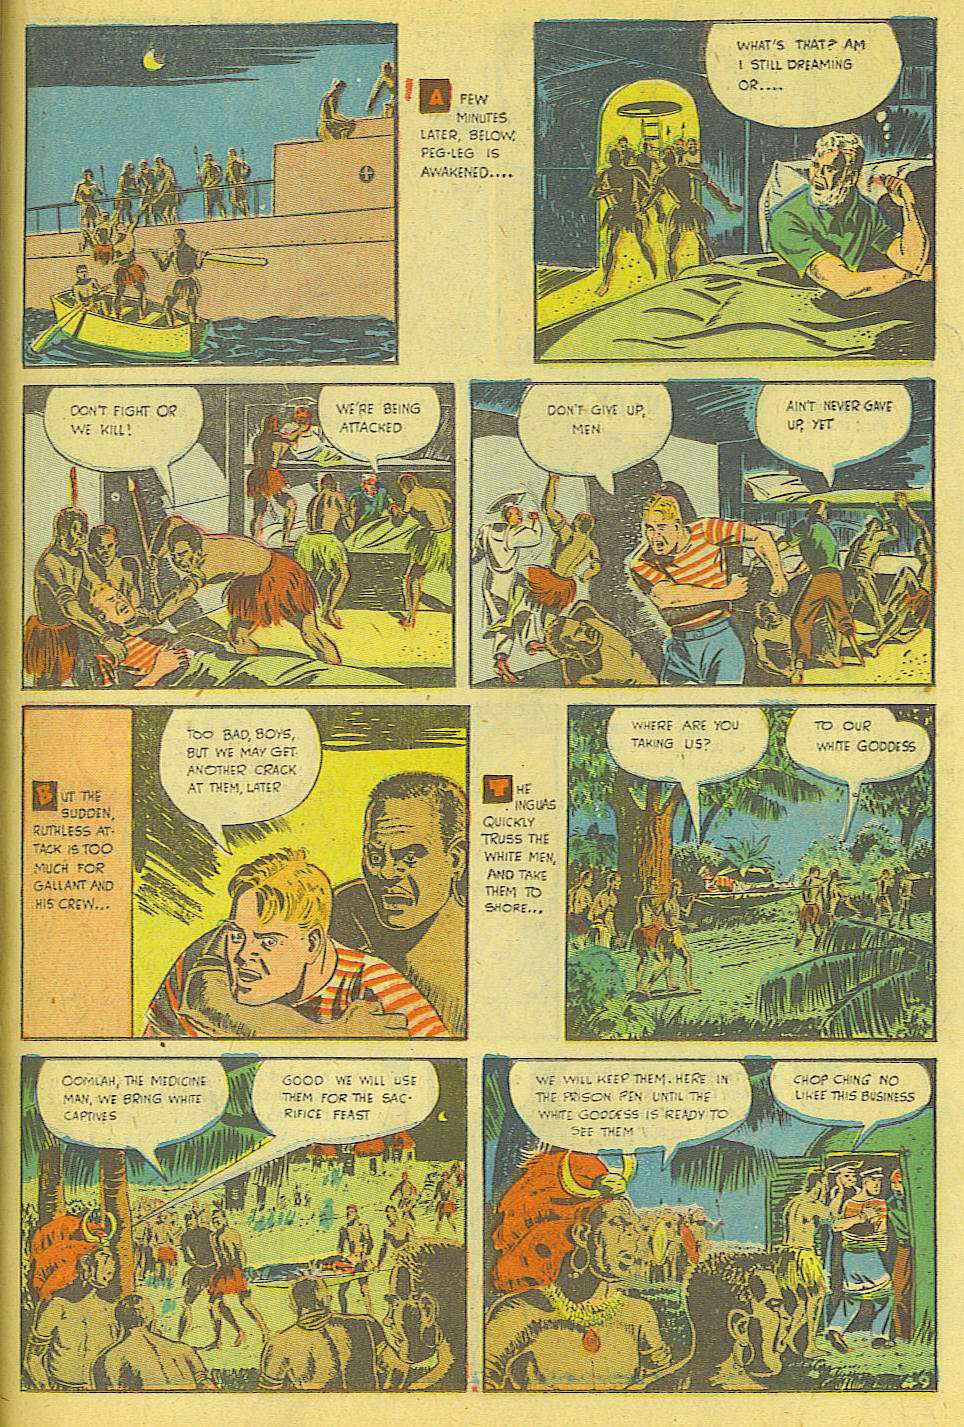 A FEW
MINUTES
LATER, BELOW,
PEG-LEG IS
AWAKENED....
WHAT'S THAT? AM
I STILL DREAMING
OR....
DON'T FIGHT OR
WE KILL!
WE'RE BEING
ATTACKED
DON'T GIVE UP,
MEN
AIN'T NEVER GAVE
UP, YET
BUT THE
SUDDEN,
RUTHLESS AT-
TACK IS TOO
MUCH FOR
GALLANT AND
HIS CREW...
TOO BAD, BOYS,
BUT WE MAY GET
ANOTHER CRACK
AT THEM, LATER
THE
INGUAS
QUICKLY
TRUSS THE
WHITE MEN,
AND TAKE
THEM TO
SHORE...
WHERE ARE YOU
TAKING US?
TO OUR
WHITE GODDESS
OOMLAH, THE MEDICINE
MAN, WE BRING WHITE
CAPTIVES
GOOD WE WILL USE
THEM FOR THE SAC-
RIFICE FEAST
WE WILL KEEP THEM. HERE IN
THE PRISON PEN UNTIL THE
WHITE GODDESS IS READY TO
SEE THEM
CHOP CHING NO
LIKEE THIS BUSINESS